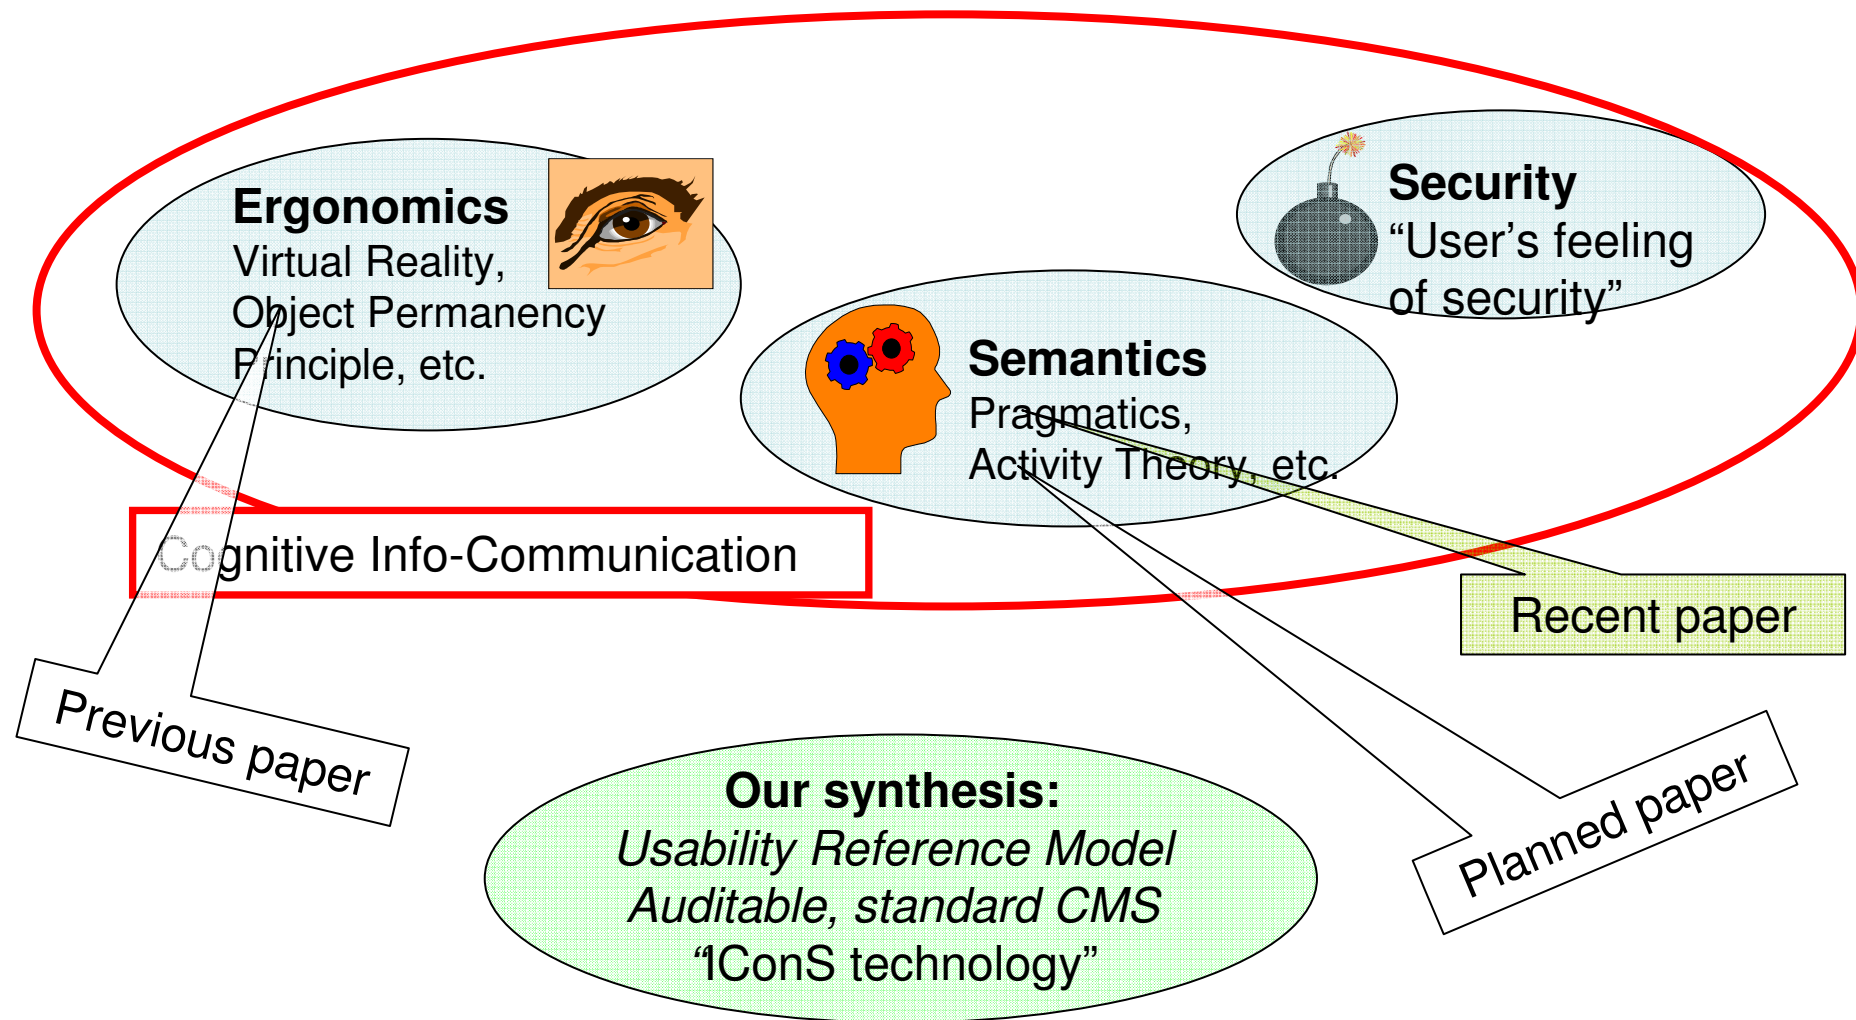 Ergonomics
Virtual Reality,
Object Permanency
Principle, etc.
Security
“User’s feeling
of security”
Semantics
Pragmatics,
Activity Theory, etc.
Cognitive Info-Communication
Recent paper
Previous paper
Planned paper
Our synthesis:
Usability Reference Model
Auditable, standard CMS
“IConS technology”